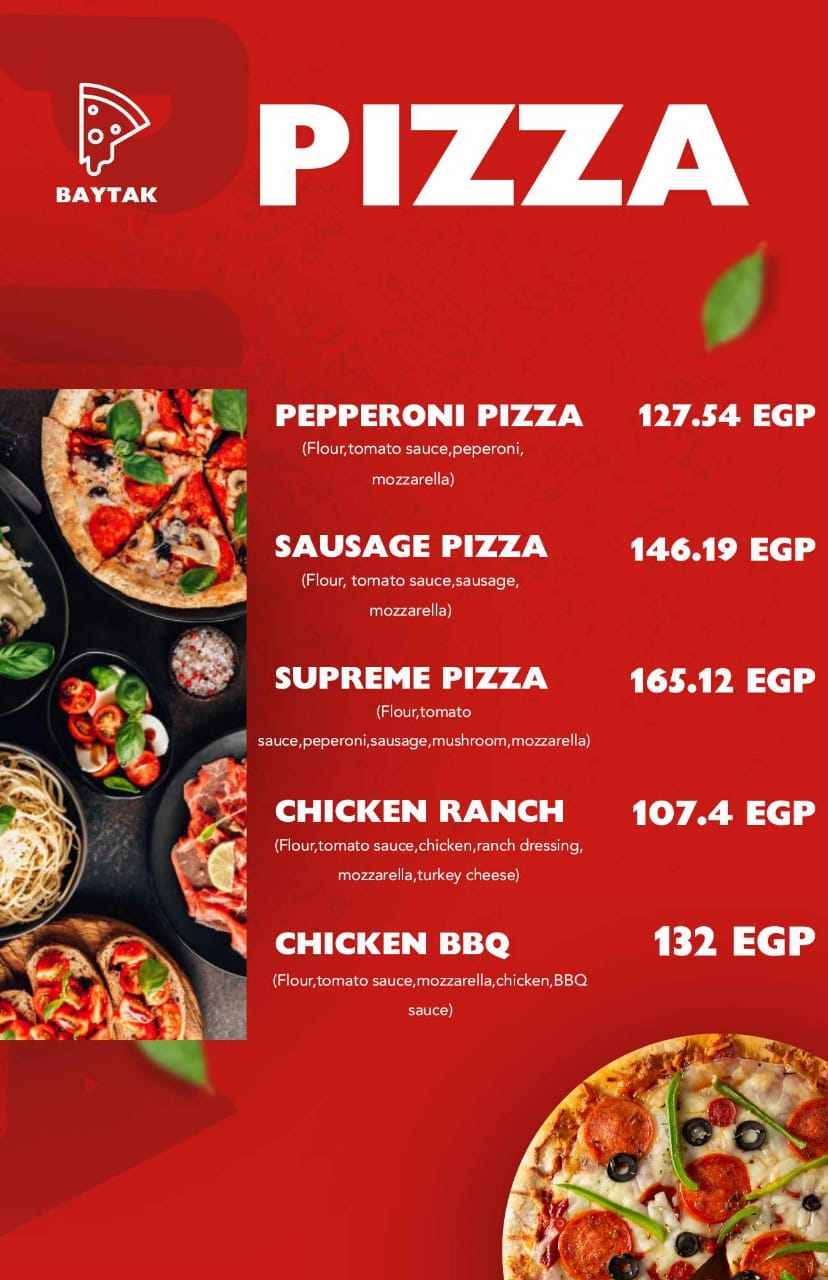 BAYTAK
PIZZA
PEPPERONI PIZZA 127.54 EGP
(Flour,tomato sauce,peperoni,
mozzarella)
SAUSAGE PIZZA 146.19 EGP
(Flour, tomato sauce,sausage,
mozzarella)
SUPREME PIZZA 165.12 EGP
(Flour,tomato
sauce,peperoni,sausage,mushroom,mozzarella)
CHICKEN RANCH 107.4 EGP
(Flour,tomato sauce,chicken,ranch dressing,
mozzarella,turkey cheese)
CHICKEN BBQ 132 EGP
(Flour,tomato sauce,mozzarella,chicken,BBQ
sauce)